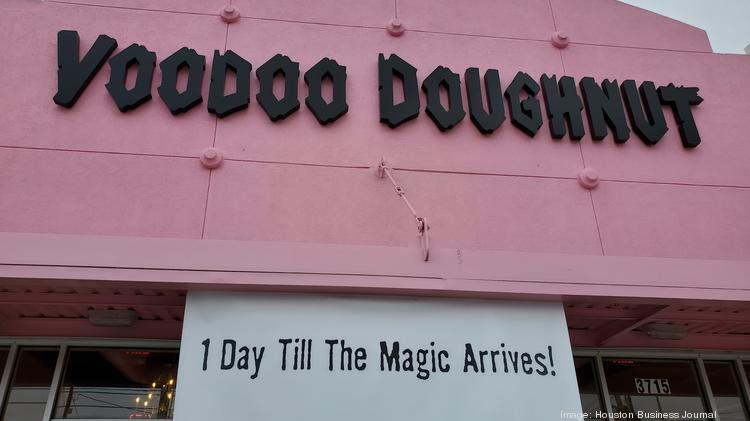 VOODOO DOUGHNUT
1 Day Till The Magic Arrives!
3715
Image: Houston Business Journal